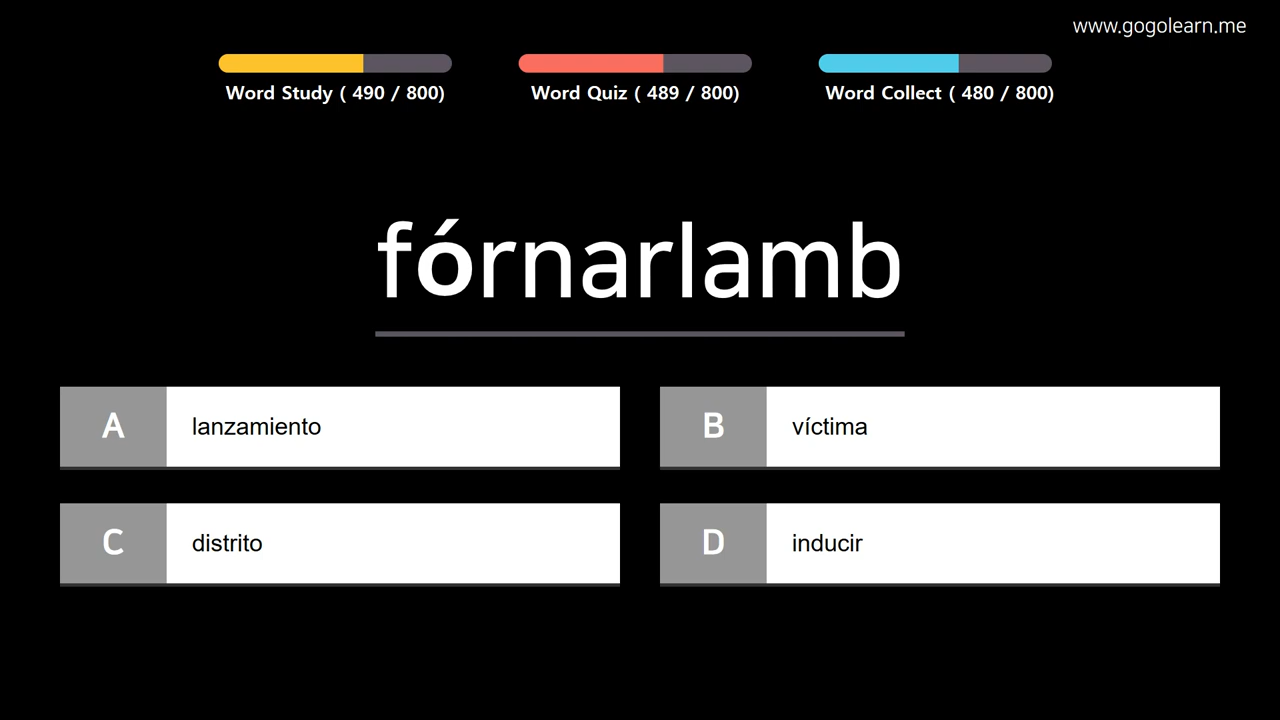 www.gogolearn.me
Word Study ( 490 / 800)
Word Quiz ( 489 / 800)
Word Collect ( 480 / 800)
fórnarlamb
A lanzamiento
B víctima
C distrito
D inducir